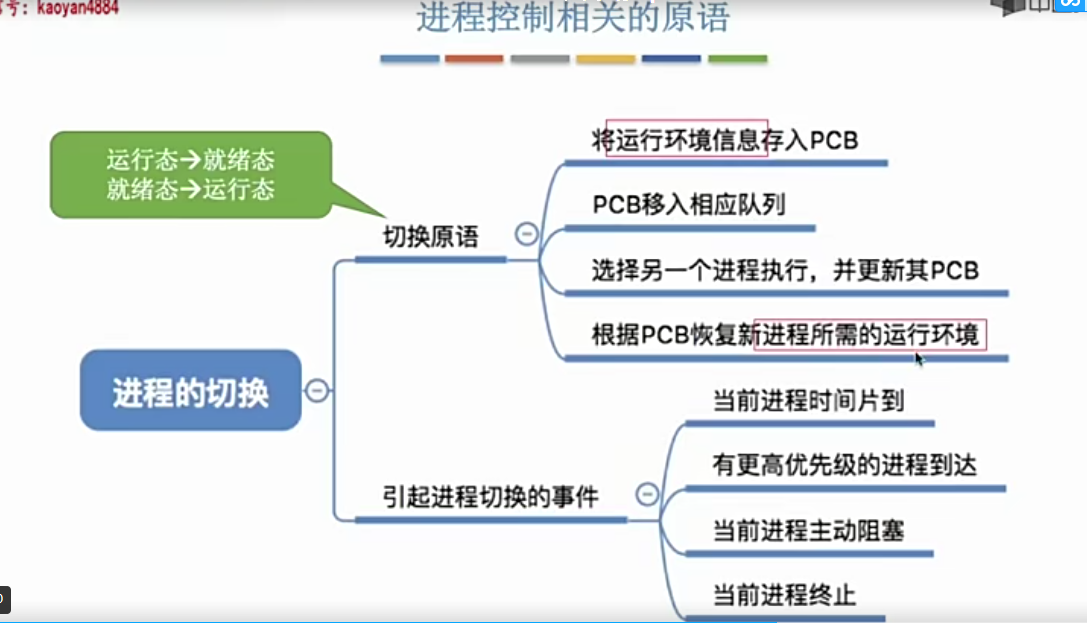 号：kaoyan4884
进程控制相关的原语
运行态→就绪态
就绪态→运行态
切换原语
将运行环境信息存入PCB
PCB移入相应队列
选择另一个进程执行，并更新其PCB
根据PCB恢复新进程所需的运行环境
进程的切换
引起进程切换的事件
当前进程时间片到
有更高优先级的进程到达
当前进程主动阻塞
当前进程终止